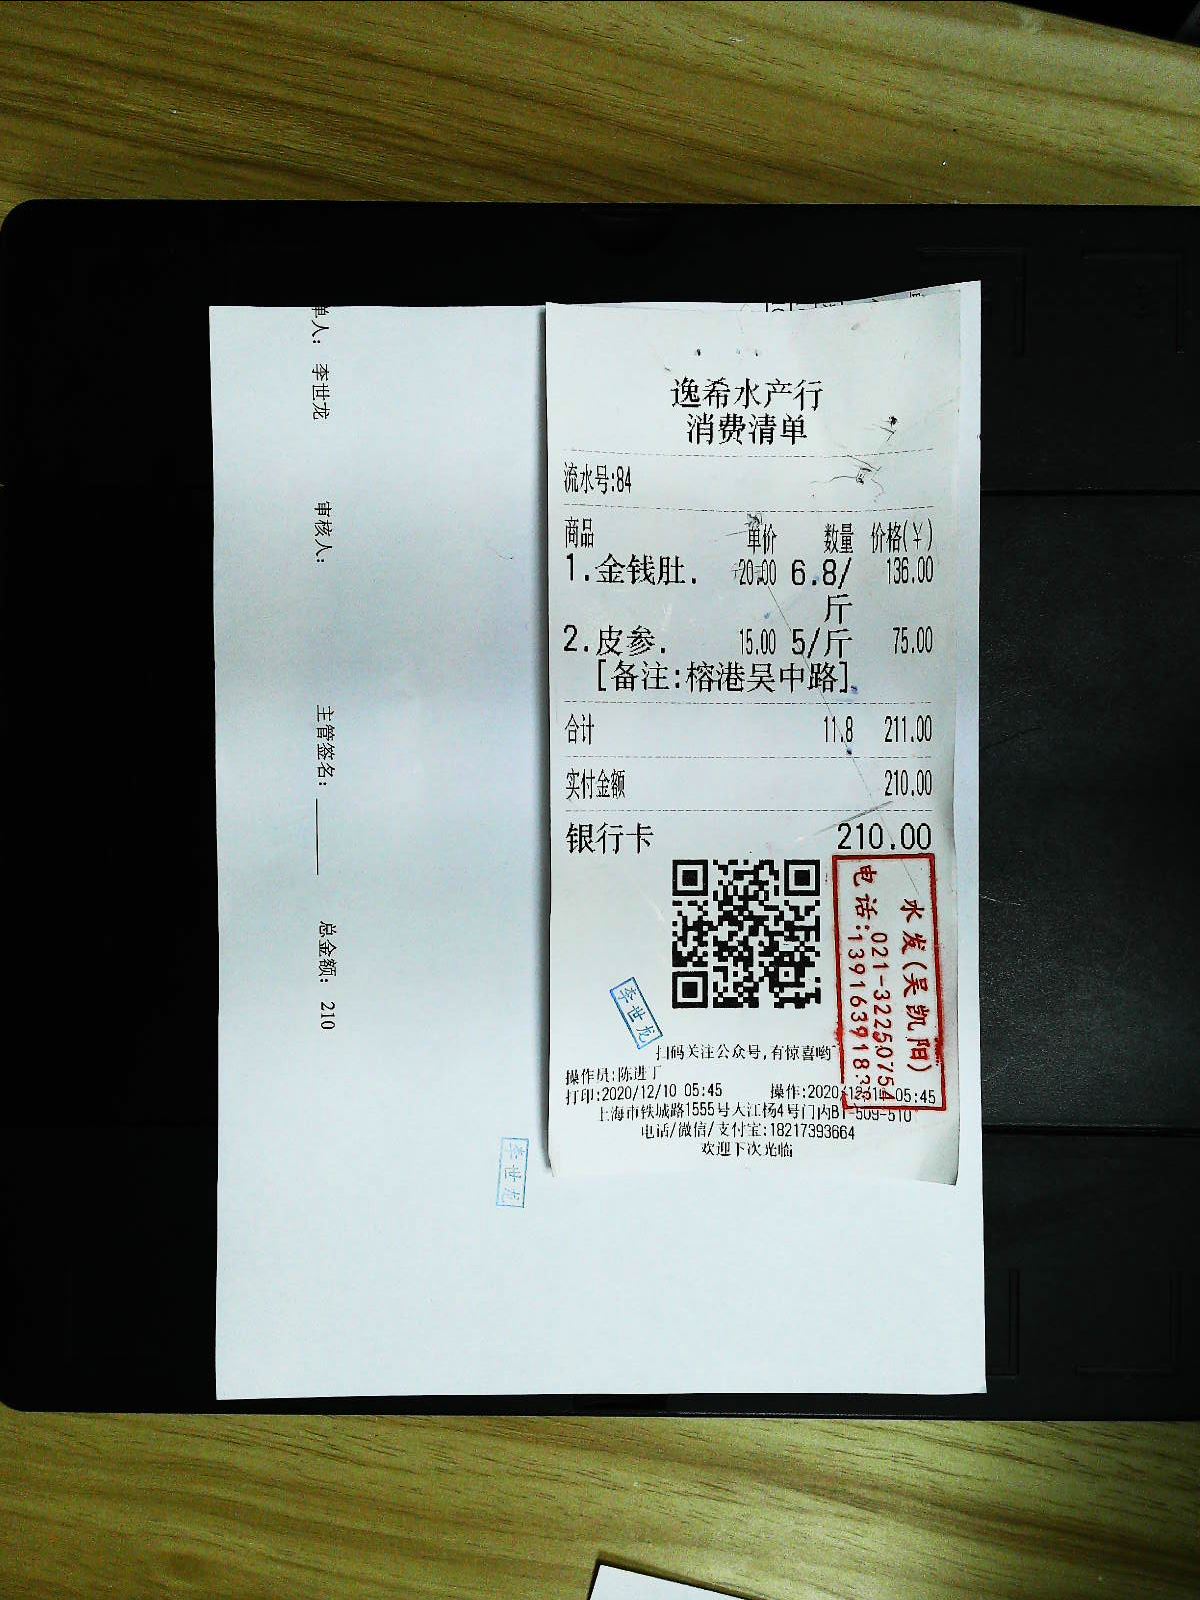 单人: 李世龙 审核人: 主管签名: 总金额: 210
逸希水产行
消费清单
流水号:84
商品 单价 数量 价格(¥)
1.金钱肚. 20.00 6.8/ 136.00
斤
2.皮参. 15.00 5/斤 75.00
[备注:榕港吴中路]
合计 11.8 211.00
实付金额 210.00
银行卡 210.00
水发(吴凯阳)
电话:021-32250754
李世龙
扫码关注公众号,有惊喜哟~
操作员:陈进丁
打印:2020/12/10 05:45 操作:2020/12/10 05:45
上海市铁城路1555号大江杨4号门内B1-509-510
电话/微信/支付宝:18217393664
欢迎下次光临
李世龙